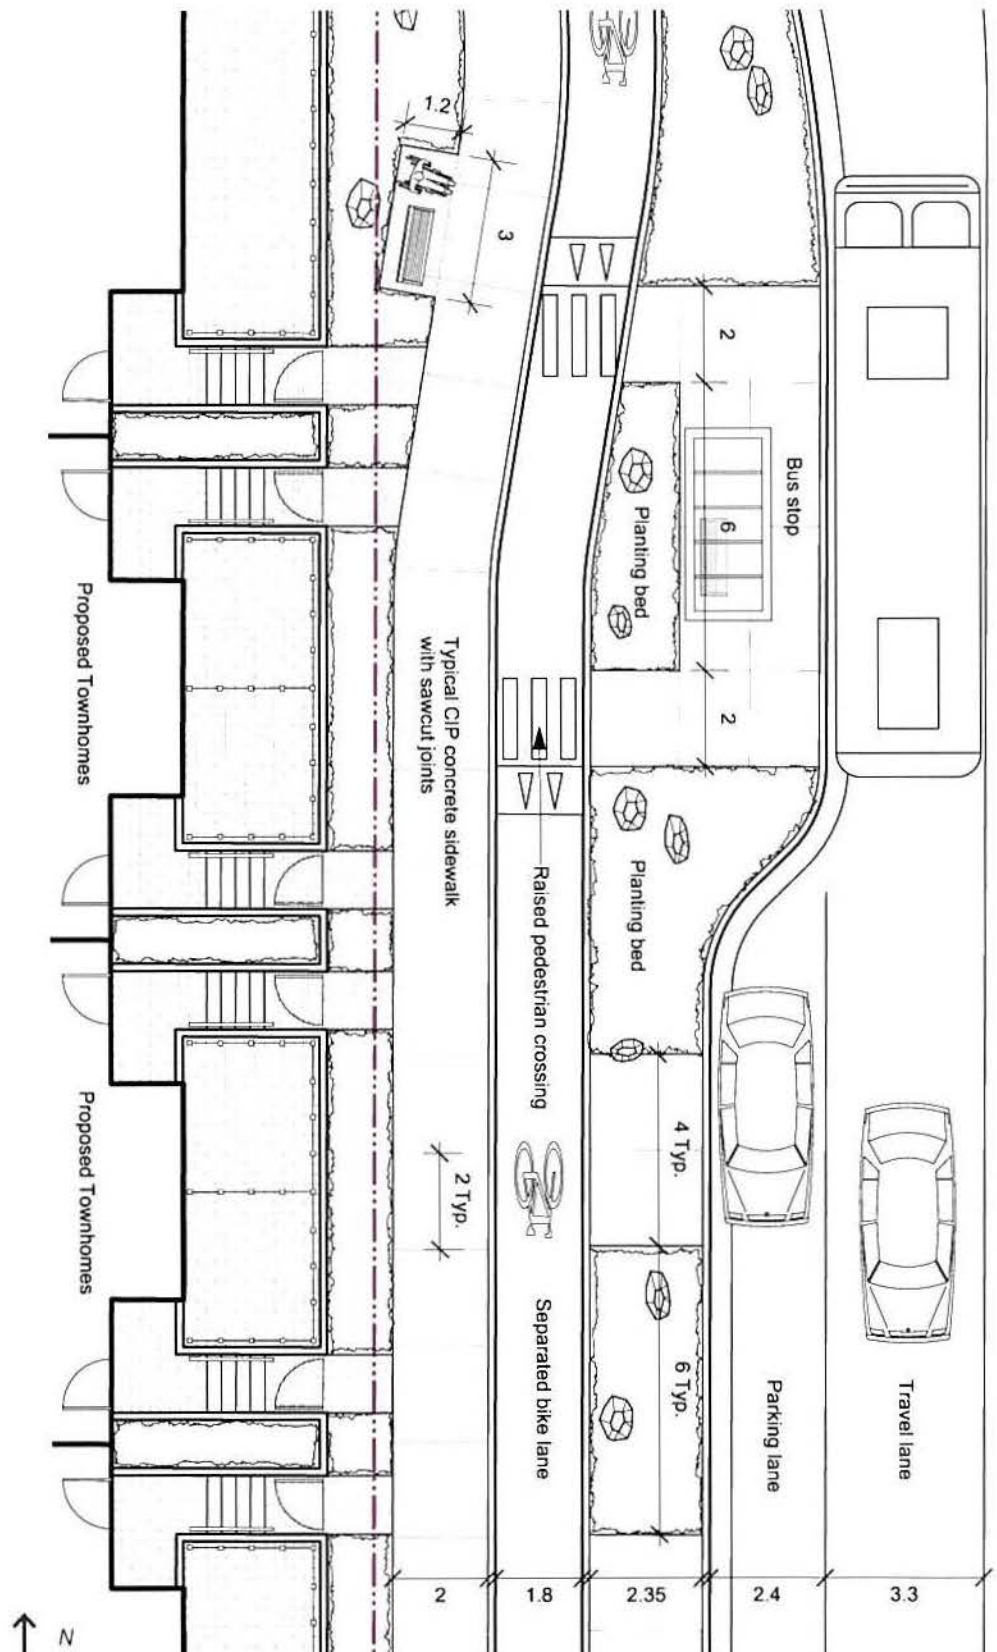 1.2
3
2
Bus stop
6
Planting bed
2
Proposed Townhomes
Typical CIP concrete sidewalk
with sawcut joints
Raised pedestrian crossing
Planting bed
4 Typ.
2 Typ.
Proposed Townhomes
Separated bike lane
6 Typ.
Parking lane
Travel lane
2
1.8
2.35
2.4
3.3
N